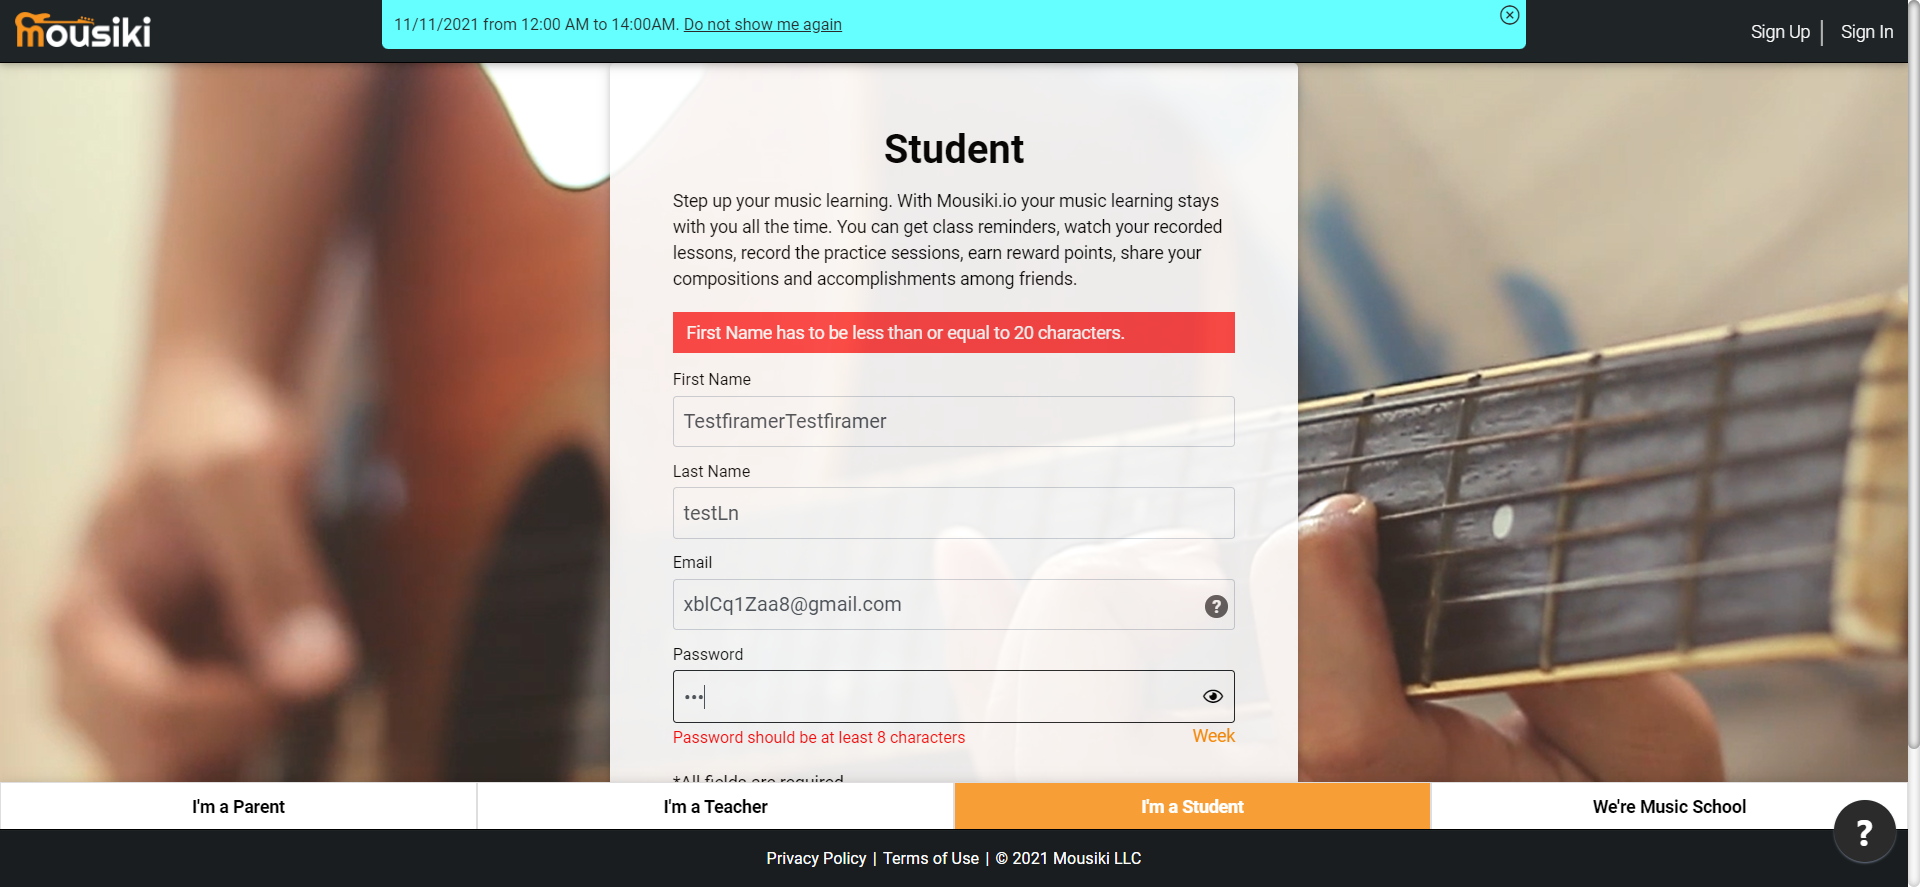 mousiki
11/11/2021 from 12:00 AM to 14:00AM. Do not show me again
Sign Up
Sign In
Student
Step up your music learning. With Mousiki.io your music learning stays
with you all the time. You can get class reminders, watch your recorded
lessons, record the practice sessions, earn reward points, share your
compositions and accomplishments among friends.
First Name has to be less than or equal to 20 characters.
First Name
TestfiramerTestfiramer
Last Name
testLn
Email
xblCq1Zaa8@gmail.com
?
Password
Password should be at least 8 characters
Week
*All fields are required
I'm a Parent
I'm a Teacher
I'm a Student
We're Music School
?
Privacy Policy | Terms of Use | © 2021 Mousiki LLC